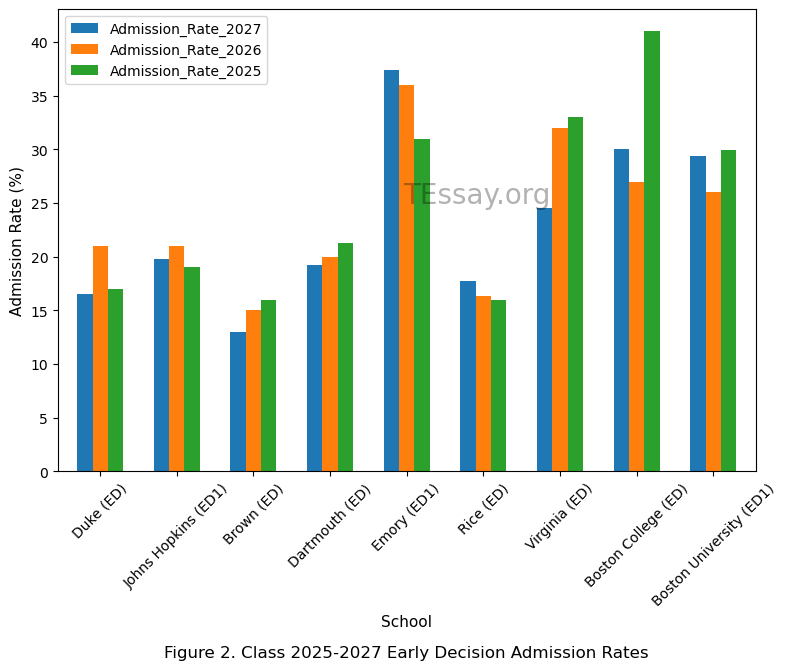 Admission_Rate_2027
Admission_Rate_2026
Admission_Rate_2025
40
35
30
25
20
15
10
5
0
Admission Rate (%)
TEssay.org
Duke (ED)
Johns Hopkins (ED1)
Brown (ED)
Dartmouth (ED)
Emory (ED1)
Rice (ED)
Virginia (ED)
Boston College (ED)
Boston University (ED1)
School
Figure 2. Class 2025-2027 Early Decision Admission Rates